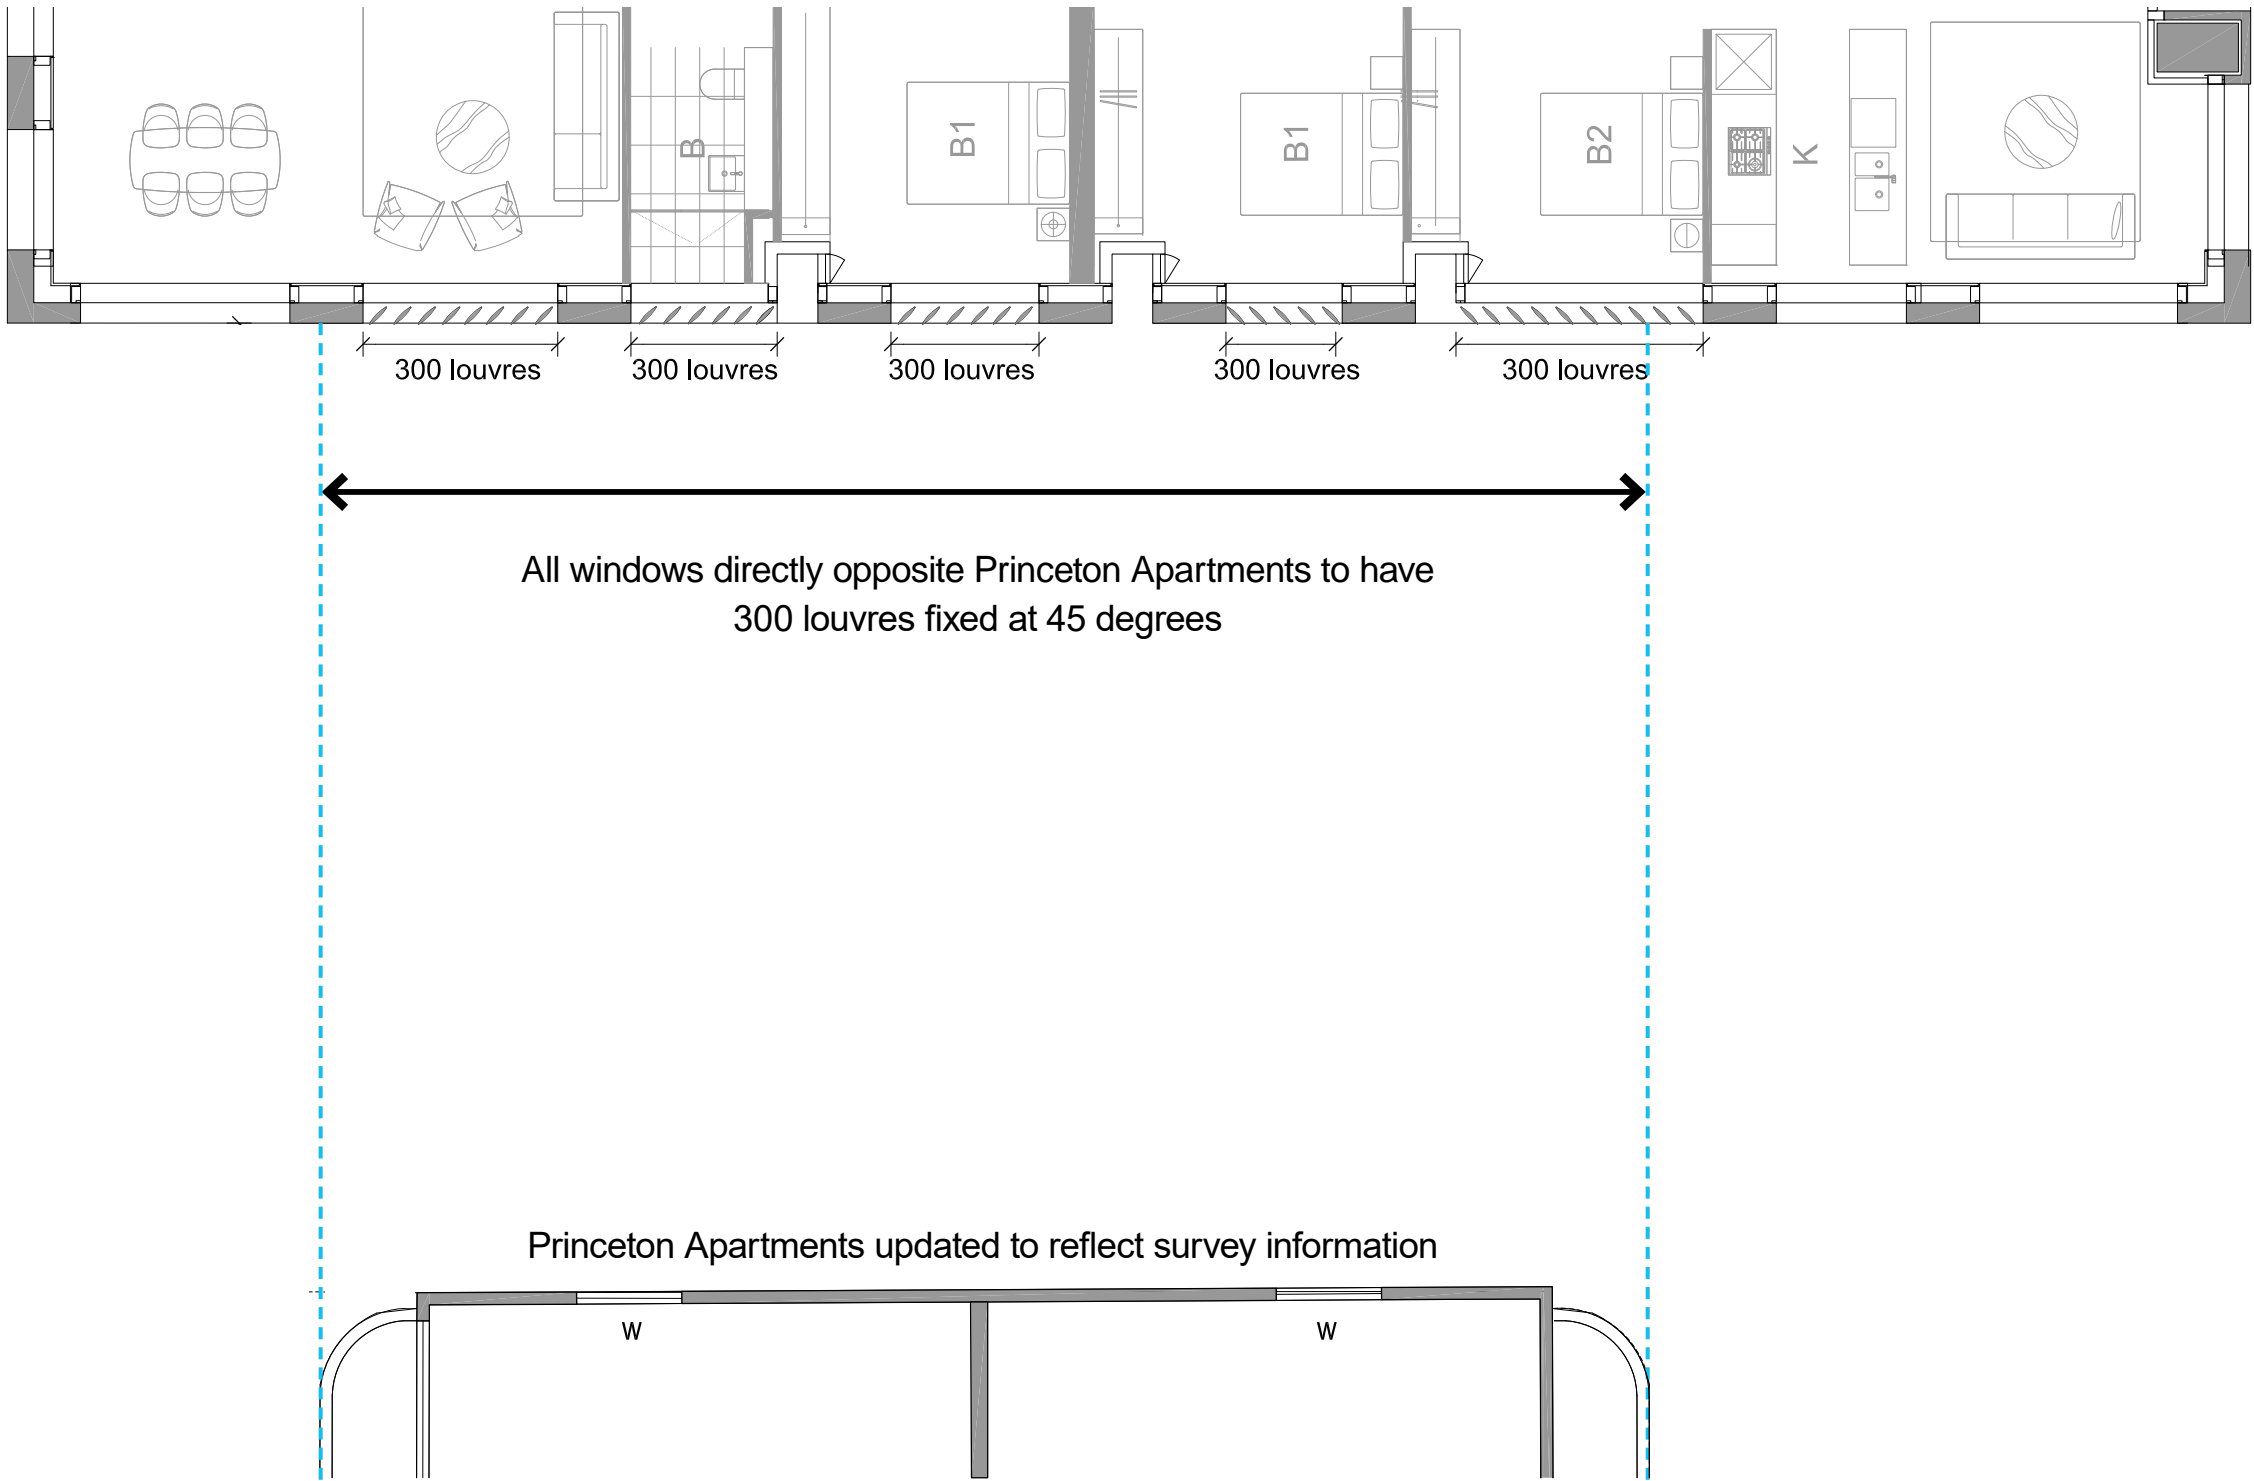 B
B1
B1
B2
K
300 louvres
300 louvres
300 louvres
300 louvres
300 louvres
All windows directly opposite Princeton Apartments to have
300 louvres fixed at 45 degrees
Princeton Apartments updated to reflect survey information
W
W